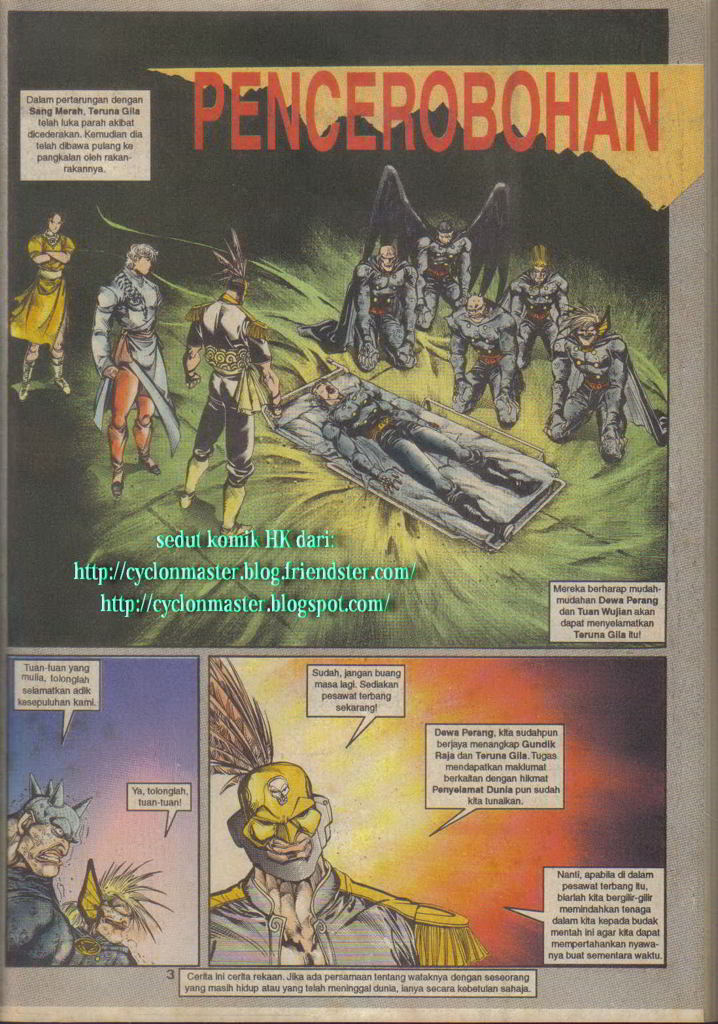 PENCEROBOHAN
Dalam pertarungan dengan
Sang Merah, Teruna Gila
telah luka parah akibat
dicederakan. Kemudian dia
telah dibawa pulang ke
pangkalan oleh rakan-
rakannya.
sedut komik HK dari:
http://cyclonmaster.blog.friendster.com/
http://cyclonmaster.blogspot.com/
Mereka berharap mudah-
mudahan Dewa Perang
dan Tuan Wujian akan
dapat menyelamatkan
Teruna Gila itu!
Tuan-tuan yang
mulia, tolonglah
selamatkan adik
kesepuluhan kami.
Ya, tolonglah,
tuan-tuan!
Sudah, jangan buang
masa lagi. Sediakan
pesawat terbang
sekarang!
Dewa Perang, kita sudahpun
berjaya menangkap Gundik
Raja dan Teruna Gila. Tugas
mendapatkan maklumat
berkaitan dengan hikmat
Penyelamat Dunia pun sudah
kita tunaikan.
Nanti, apabila di dalam
pesawat terbang itu,
biarlah kita bergilir-gilir
memindahkan tenaga
dalam kita kepada budak
mentah ini agar kita dapat
mempertahankan nyawa-
nya buat sementara waktu.
3
Cerita ini cerita rekaan. Jika ada persamaan tentang wataknya dengan seseorang
yang masih hidup atau yang telah meninggal dunia, ianya secara kebetulan sahaja.